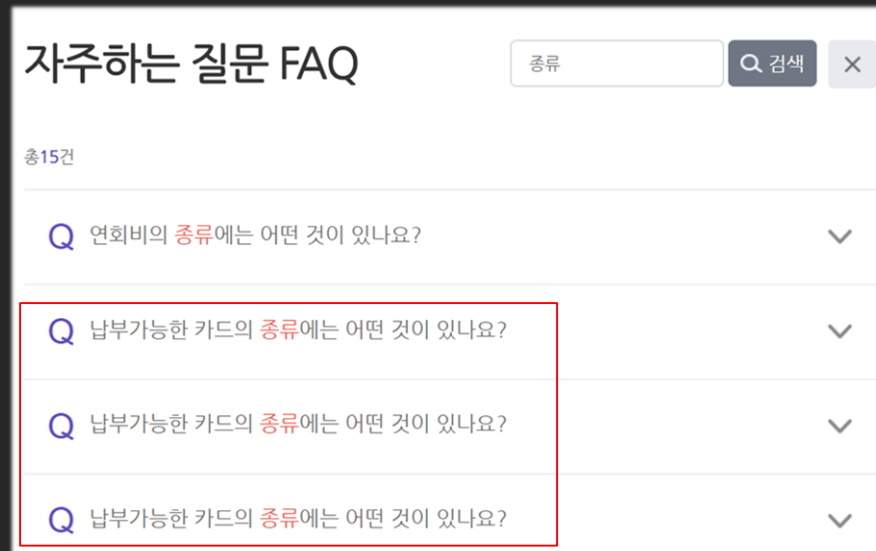 자주하는 질문 FAQ
종류
검색
총15건
Q 연회비의 종류에는 어떤 것이 있나요?
Q 납부가능한 카드의 종류에는 어떤 것이 있나요?
Q 납부가능한 카드의 종류에는 어떤 것이 있나요?
Q 납부가능한 카드의 종류에는 어떤 것이 있나요?